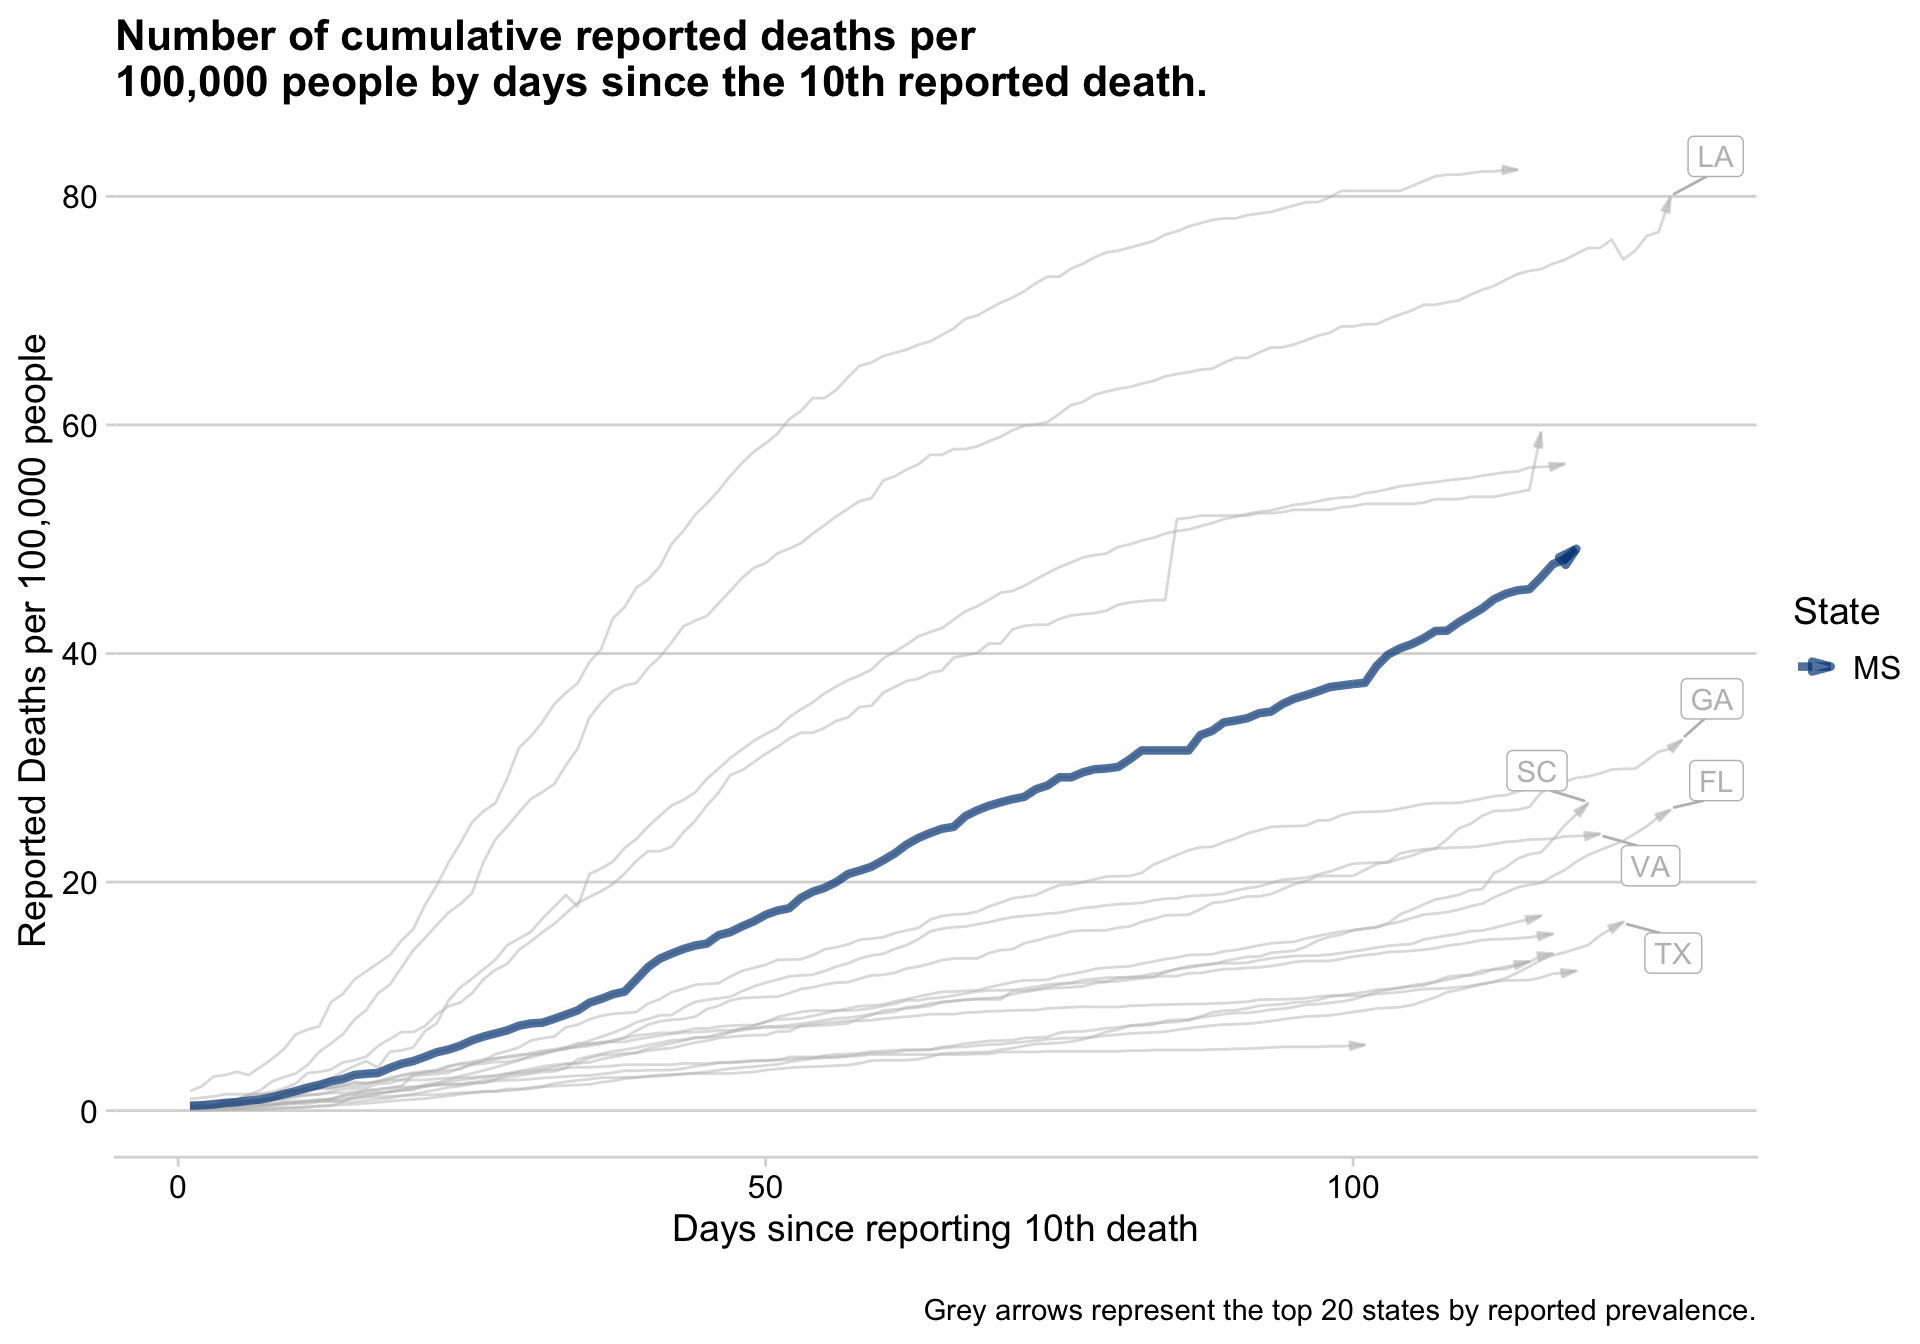 Number of cumulative reported deaths per
100,000 people by days since the 10th reported death.
Reported Deaths per 100,000 people
80
60
40
20
0
LA
GA
SC
FL
VA
TX
State
MS
0
50
100
Days since reporting 10th death
Grey arrows represent the top 20 states by reported prevalence.